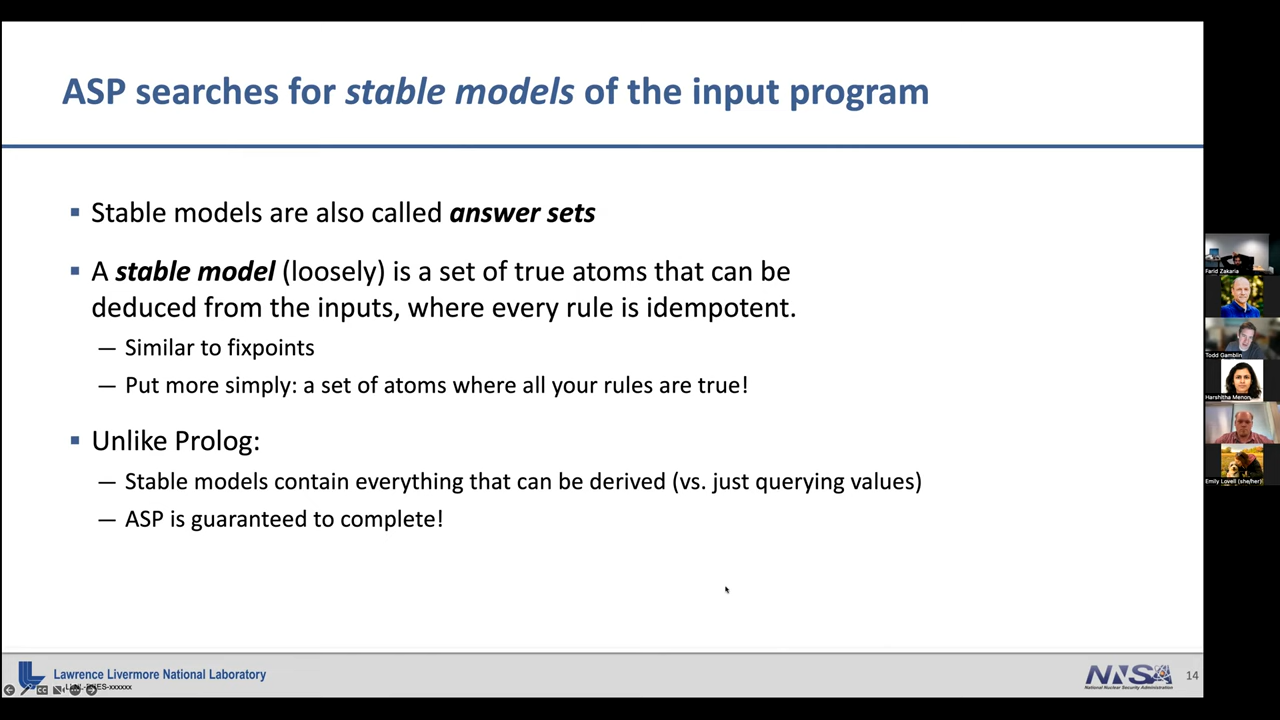 ASP searches for stable models of the input program
▪ Stable models are also called answer sets
▪ A stable model (loosely) is a set of true atoms that can be
deduced from the inputs, where every rule is idempotent.
— Similar to fixpoints
— Put more simply: a set of atoms where all your rules are true!
▪ Unlike Prolog:
— Stable models contain everything that can be derived (vs. just querying values)
— ASP is guaranteed to complete!
Farid Zakaria
Todd Gamblin
Harshitha Menon
Emily Lovell (she/her)
Lawrence Livermore National Laboratory
NNSA
National Nuclear Security Administration
14